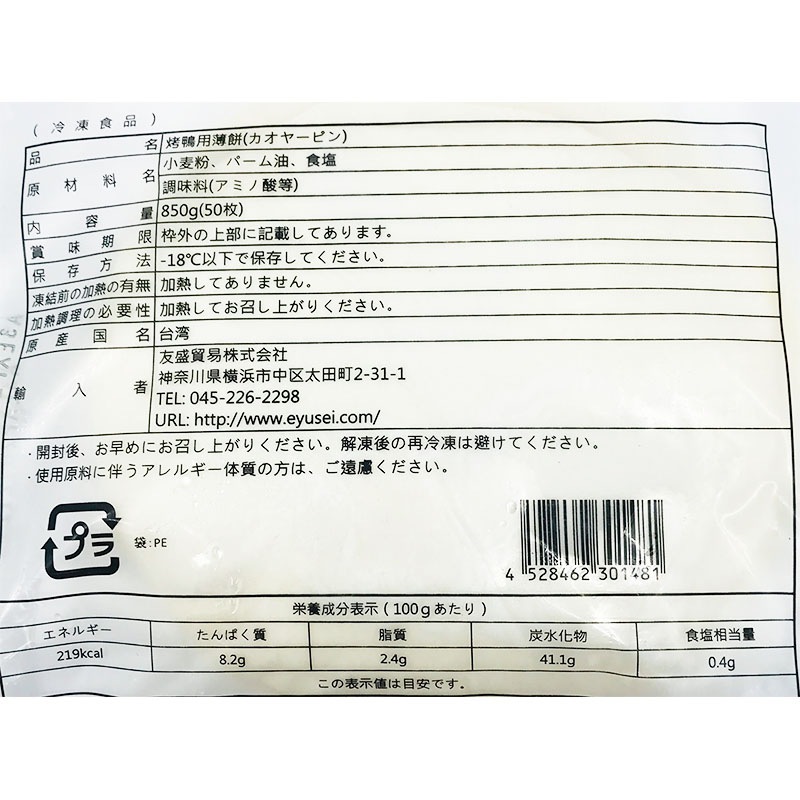 (冷凍食品)
品名 烤鴨用薄餅(カオヤーピン)
原材料名 小麦粉、パーム油、食塩
調味料(アミノ酸等)
内容量 850g(50枚)
賞味期限 枠外の上部に記載してあります。
保存方法 -18℃以下で保存してください。
凍結前の加熱の有無 加熱してありません。
加熱調理の必要性 加熱してお召し上がりください。
原産国名 台湾
輸入者 友盛貿易株式会社
神奈川県横浜市中区太田町2-31-1
TEL: 045-226-2298
URL: http://www.eyusei.com/
・開封後、お早めにお召し上がりください。解凍後の再冷凍は避けてください。
・使用原料に伴うアレルギー体質の方は、ご遠慮ください。
プラ 袋:PE
4 528462 301481
栄養成分表示(100gあたり)
エネルギー たんぱく質 脂質 炭水化物 食塩相当量
219kcal 8.2g 2.4g 41.1g 0.4g
この表示値は目安です。